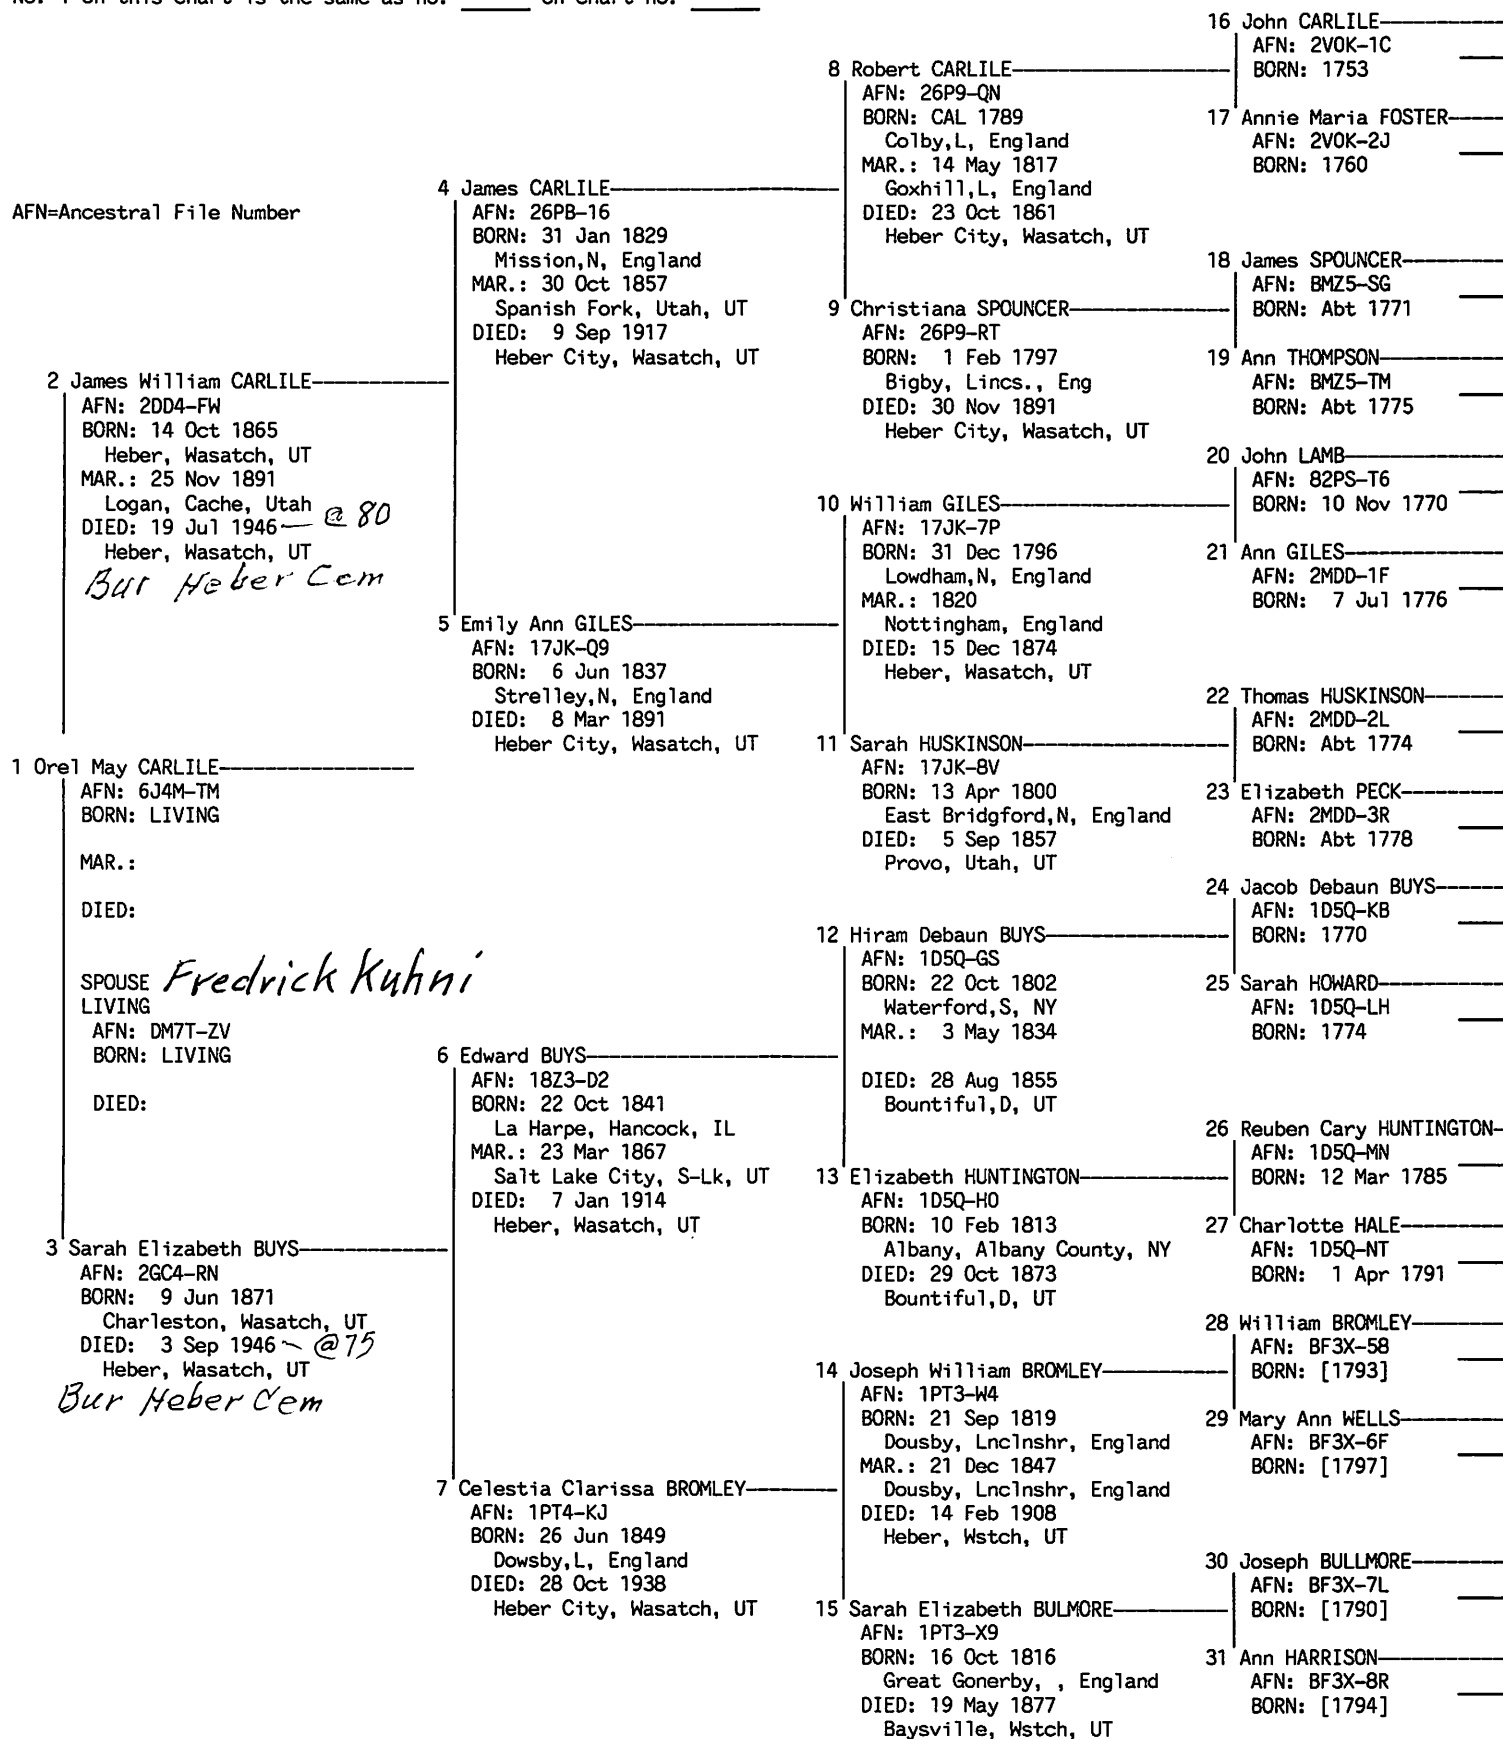 No. 1 on this chart is the same as no. _____ on chart no. _____
AFN=Ancestral File Number
1 Orel May CARLILE
AFN: 6J4M-TM
BORN: LIVING
MAR.:
DIED:
SPOUSE Fredrick Kuhni
LIVING
AFN: DM7T-ZV
BORN: LIVING
DIED:
2 James William CARLILE
AFN: 2DD4-FW
BORN: 14 Oct 1865
Heber, Wasatch, UT
MAR.: 25 Nov 1891
Logan, Cache, Utah
DIED: 19 Jul 1946 — @ 80
Heber, Wasatch, UT
Bur Heber Cem
3 Sarah Elizabeth BUYS
AFN: 2GC4-RN
BORN: 9 Jun 1871
Charleston, Wasatch, UT
DIED: 3 Sep 1946 ~ @75
Heber, Wasatch, UT
Bur Heber Cem
4 James CARLILE
AFN: 26PB-16
BORN: 31 Jan 1829
Mission,N, England
MAR.: 30 Oct 1857
Spanish Fork, Utah, UT
DIED: 9 Sep 1917
Heber City, Wasatch, UT
5 Emily Ann GILES
AFN: 17JK-Q9
BORN: 6 Jun 1837
Strelley,N, England
DIED: 8 Mar 1891
Heber City, Wasatch, UT
6 Edward BUYS
AFN: 18Z3-D2
BORN: 22 Oct 1841
La Harpe, Hancock, IL
MAR.: 23 Mar 1867
Salt Lake City, S-Lk, UT
DIED: 7 Jan 1914
Heber, Wasatch, UT
7 Celestia Clarissa BROMLEY
AFN: 1PT4-KJ
BORN: 26 Jun 1849
Dowsby,L, England
DIED: 28 Oct 1938
Heber City, Wasatch, UT
8 Robert CARLILE
AFN: 26P9-QN
BORN: CAL 1789
Colby,L, England
MAR.: 14 May 1817
Goxhill,L, England
DIED: 23 Oct 1861
Heber City, Wasatch, UT
9 Christiana SPOUNCER
AFN: 26P9-RT
BORN: 1 Feb 1797
Bigby, Lincs., Eng
DIED: 30 Nov 1891
Heber City, Wasatch, UT
10 William GILES
AFN: 17JK-7P
BORN: 31 Dec 1796
Lowdham,N, England
MAR.: 1820
Nottingham, England
DIED: 15 Dec 1874
Heber, Wasatch, UT
11 Sarah HUSKINSON
AFN: 17JK-8V
BORN: 13 Apr 1800
East Bridgford,N, England
DIED: 5 Sep 1857
Provo, Utah, UT
12 Hiram Debaun BUYS
AFN: 1D5Q-GS
BORN: 22 Oct 1802
Waterford,S, NY
MAR.: 3 May 1834
DIED: 28 Aug 1855
Bountiful,D, UT
13 Elizabeth HUNTINGTON
AFN: 1D5Q-H0
BORN: 10 Feb 1813
Albany, Albany County, NY
DIED: 29 Oct 1873
Bountiful,D, UT
14 Joseph William BROMLEY
AFN: 1PT3-W4
BORN: 21 Sep 1819
Dousby, Lnclnshr, England
MAR.: 21 Dec 1847
Dousby, Lnclnshr, England
DIED: 14 Feb 1908
Heber, Wstch, UT
15 Sarah Elizabeth BULMORE
AFN: 1PT3-X9
BORN: 16 Oct 1816
Great Gonerby, , England
DIED: 19 May 1877
Baysville, Wstch, UT
16 John CARLILE
AFN: 2V0K-1C
BORN: 1753
17 Annie Maria FOSTER
AFN: 2V0K-2J
BORN: 1760
18 James SPOUNCER
AFN: BMZ5-SG
BORN: Abt 1771
19 Ann THOMPSON
AFN: BMZ5-TM
BORN: Abt 1775
20 John LAMB
AFN: 82PS-T6
BORN: 10 Nov 1770
21 Ann GILES
AFN: 2MDD-1F
BORN: 7 Jul 1776
22 Thomas HUSKINSON
AFN: 2MDD-2L
BORN: Abt 1774
23 Elizabeth PECK
AFN: 2MDD-3R
BORN: Abt 1778
24 Jacob Debaun BUYS
AFN: 1D5Q-KB
BORN: 1770
25 Sarah HOWARD
AFN: 1D5Q-LH
BORN: 1774
26 Reuben Cary HUNTINGTON
AFN: 1D5Q-MN
BORN: 12 Mar 1785
27 Charlotte HALE
AFN: 1D5Q-NT
BORN: 1 Apr 1791
28 William BROMLEY
AFN: BF3X-58
BORN: [1793]
29 Mary Ann WELLS
AFN: BF3X-6F
BORN: [1797]
30 Joseph BULLMORE
AFN: BF3X-7L
BORN: [1790]
31 Ann HARRISON
AFN: BF3X-8R
BORN: [1794]